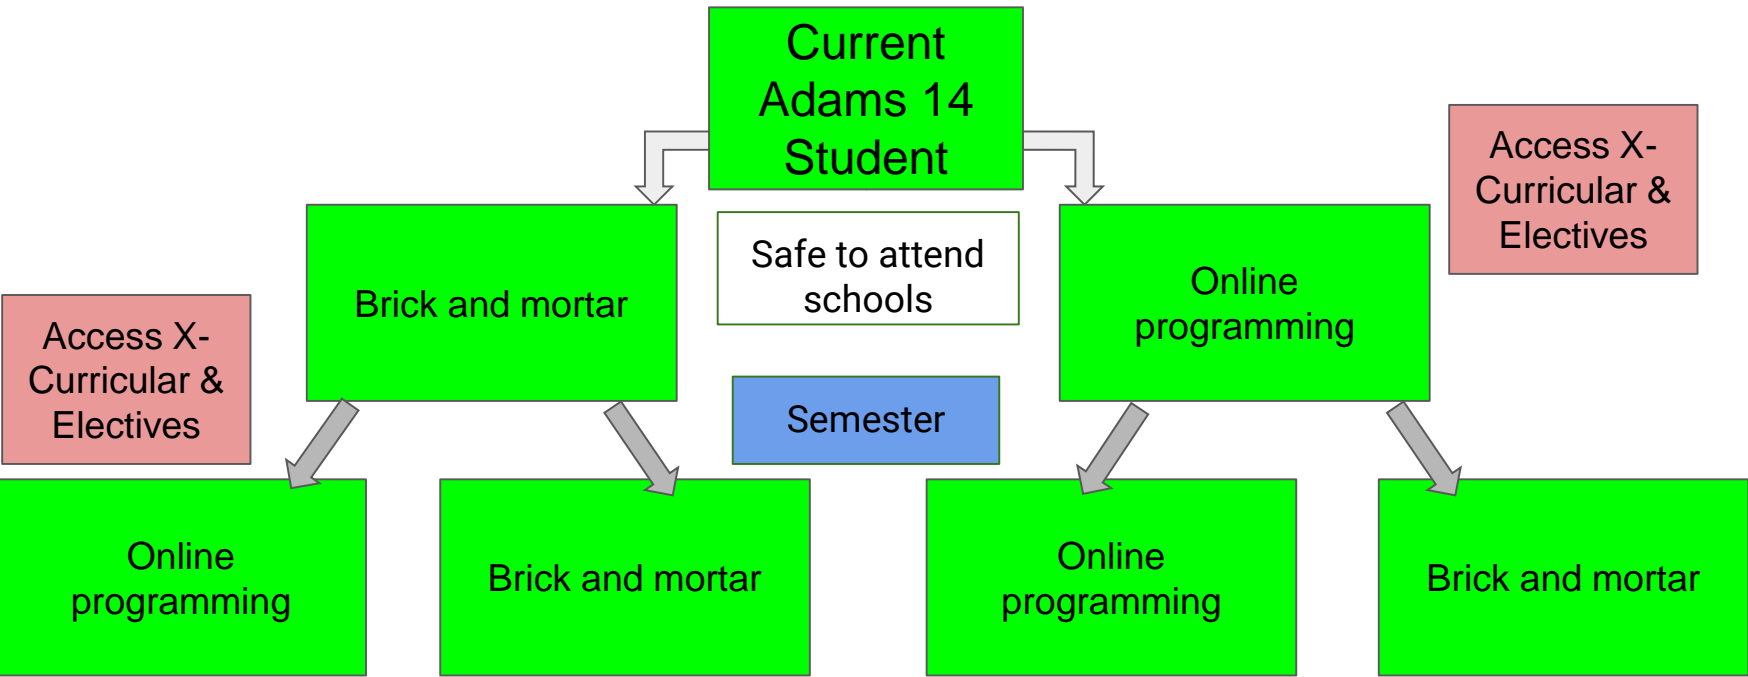 Current
Adams 14
Student
Access X-
Curricular &
Electives
Brick and mortar
Safe to attend
schools
Online
programming
Access X-
Curricular &
Electives
Semester
Online
programming
Brick and mortar
Online
programming
Brick and mortar